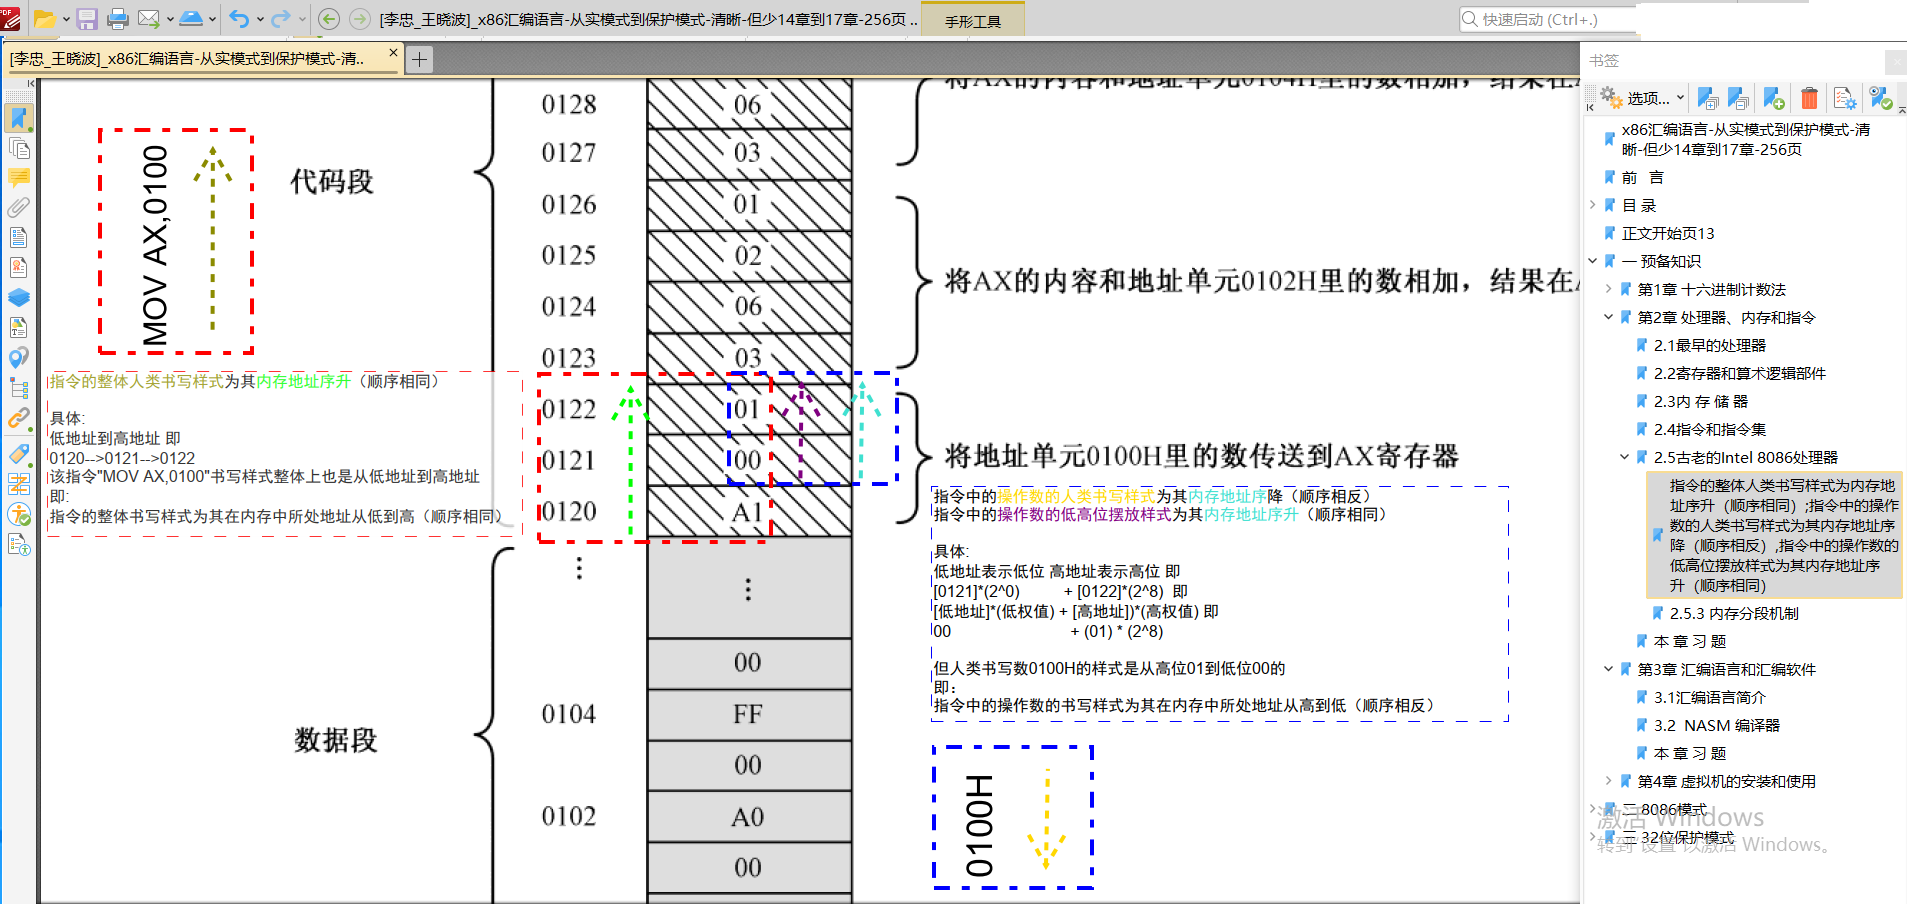 [李忠_王晓波]_x86汇编语言-从实模式到保护模式-清晰-但少14章到17章-256页 ..
手形工具
快速启动 (Ctrl+.)
[李忠_王晓波]_x86汇编语言-从实模式到保护模式-清..
MOV AX,0100
代码段
0128
06
0127
03
0126
01
0125
02
0124
06
0123
03
0122
01
0121
00
0120
A1
将AX的内容和地址单元0104H里的数相加，结果在
将AX的内容和地址单元0102H里的数相加，结果在
将地址单元0100H里的数传送到AX寄存器
指令的整体人类书写样式为其内存地址序升（顺序相同）
具体:
低地址到高地址 即
0120-->0121-->0122
该指令"MOV AX,0100"书写样式整体上也是从低地址到高地址
即:
指令的整体书写样式为其在内存中所处地址从低到高（顺序相同）
数据段
⋮
⋮
00
0104
FF
00
0102
A0
00
指令中的操作数的人类书写样式为其内存地址序降（顺序相反）
指令中的操作数的低高位摆放样式为其内存地址序升（顺序相同）
具体:
低地址表示低位 高地址表示高位 即
[0121]*(2^0) + [0122]*(2^8) 即
[低地址]*(低权值) + [高地址])*(高权值) 即
00 + (01) * (2^8)
但人类书写数0100H的样式是从高位01到低位00的
即：
指令中的操作数的书写样式为其在内存中所处地址从高到低（顺序相反）
0100H
书签
选项...
x86汇编语言-从实模式到保护模式-清
晰-但少14章到17章-256页
前 言
目 录
正文开始页13
一 预备知识
第1章 十六进制计数法
第2章 处理器、内存和指令
2.1最早的处理器
2.2寄存器和算术逻辑部件
2.3内 存 储 器
2.4指令和指令集
2.5古老的Intel 8086处理器
指令的整体人类书写样式为内存地
址序升（顺序相同）;指令中的操作
数的人类书写样式为其内存地址序
降（顺序相反）,指令中的操作数的
低高位摆放样式为其内存地址序
升（顺序相同）
2.5.3 内存分段机制
本 章 习 题
第3章 汇编语言和汇编软件
3.1汇编语言简介
3.2 NASM 编译器
本 章 习 题
第4章 虚拟机的安装和使用
二 8086模式
三 32位保护模式
激活 Windows
转到"设置"以激活 Windows。